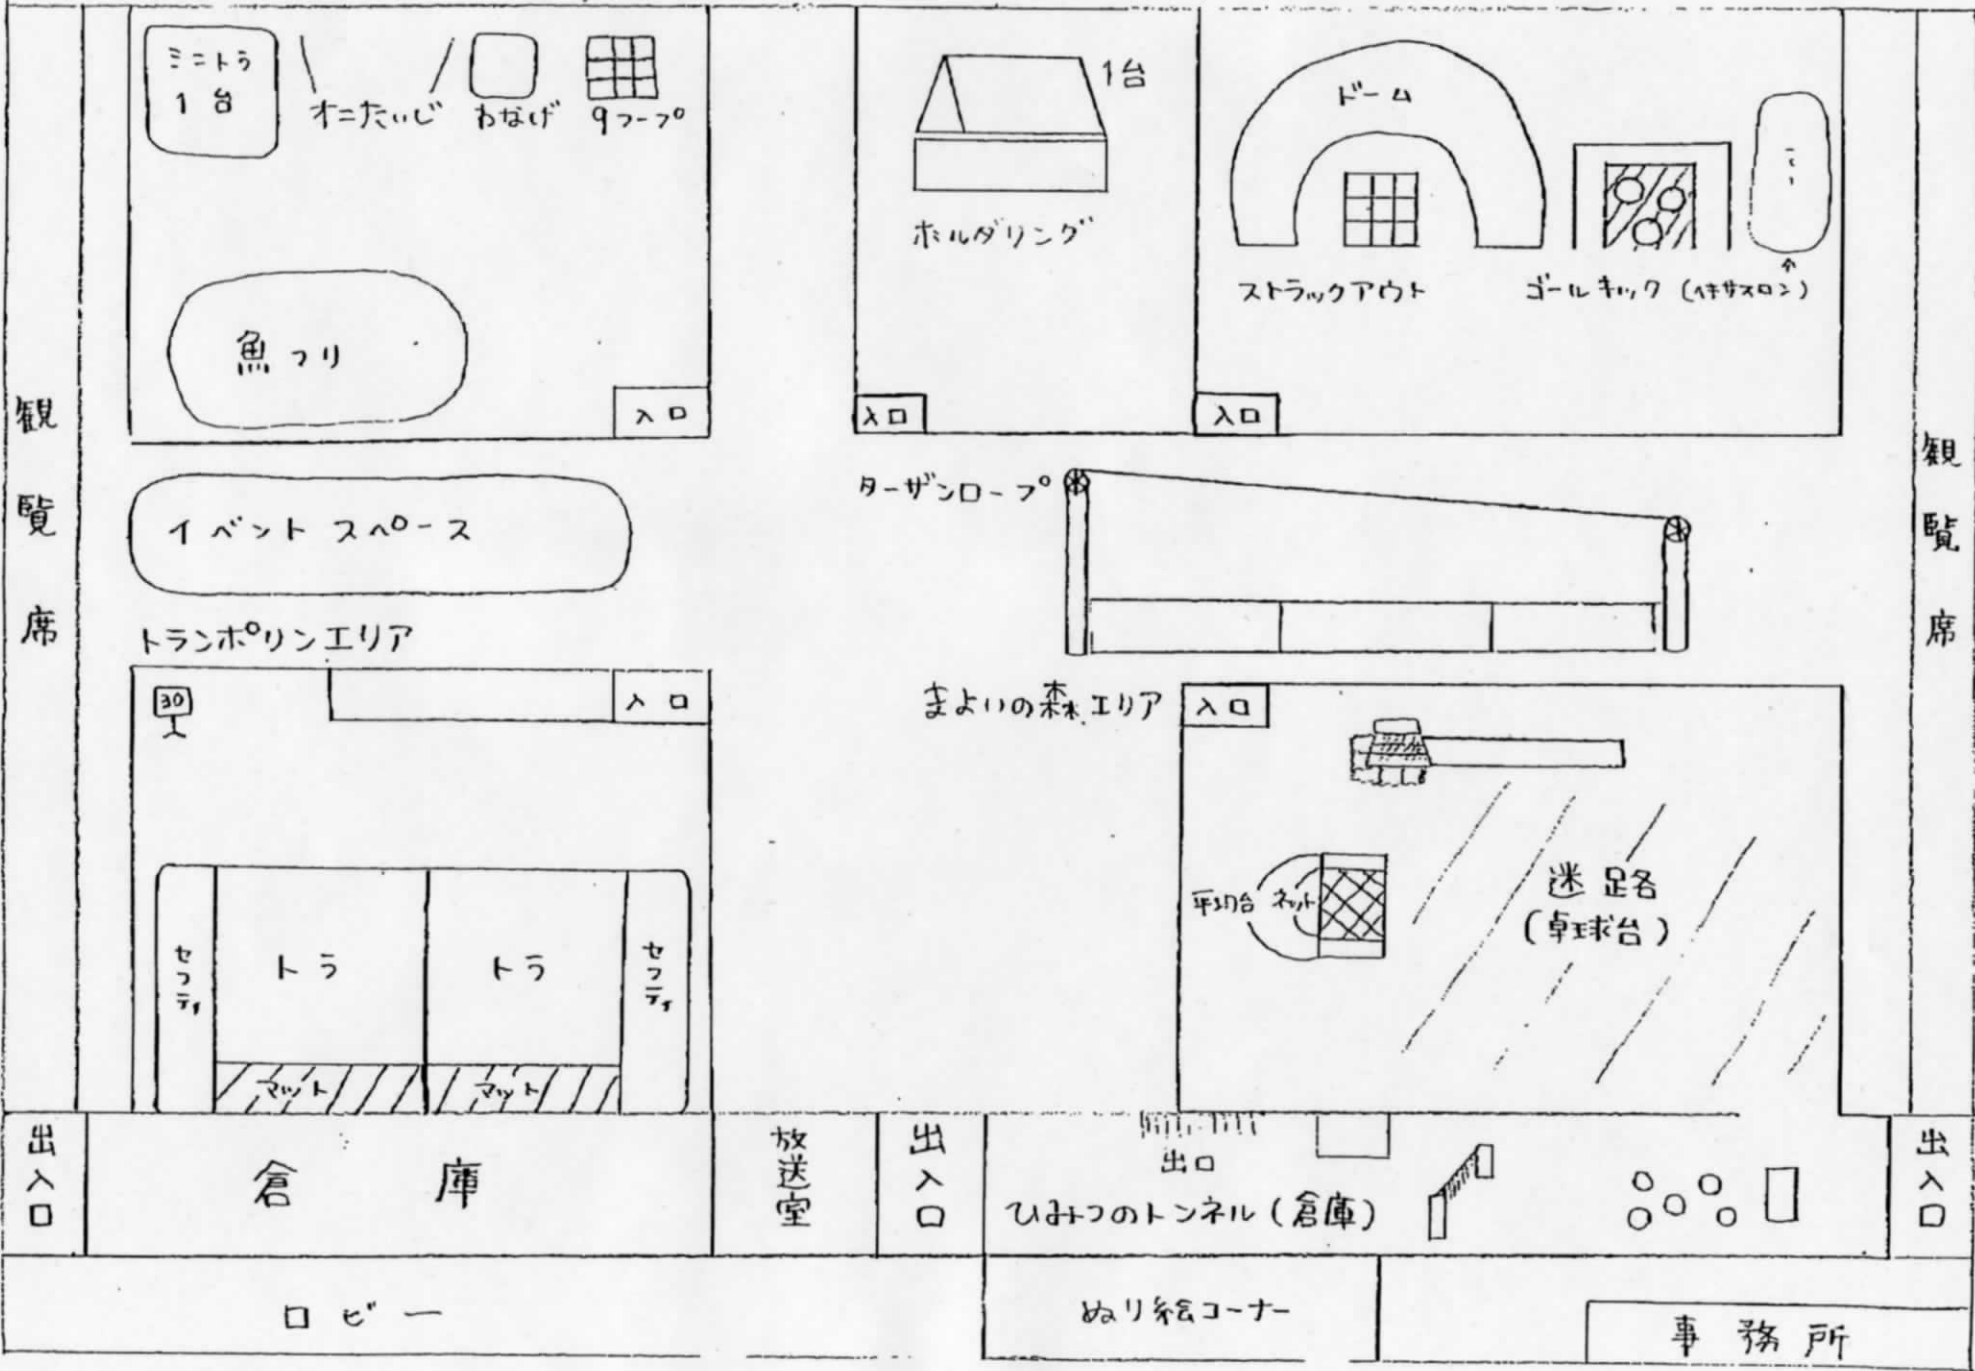 ミニトラ
1台
オニたいじ
わなげ
9フープ
魚つり
入口
1台
ボルダリング
入口
ドーム
ストラックアウト
ゴールキック (ヘキサスロン)
入口
観覧席
イベントスペース
ターザンロープ
観覧席
トランポリンエリア
30
入口
まよいの森エリア
入口
平均台
ネット
迷路
(卓球台)
セフティ
トラ
トラ
セフティ
マット
マット
出入口
倉庫
放送室
出入口
出口
ひみつのトンネル(倉庫)
出入口
ロビー
ぬり絵コーナー
事務所